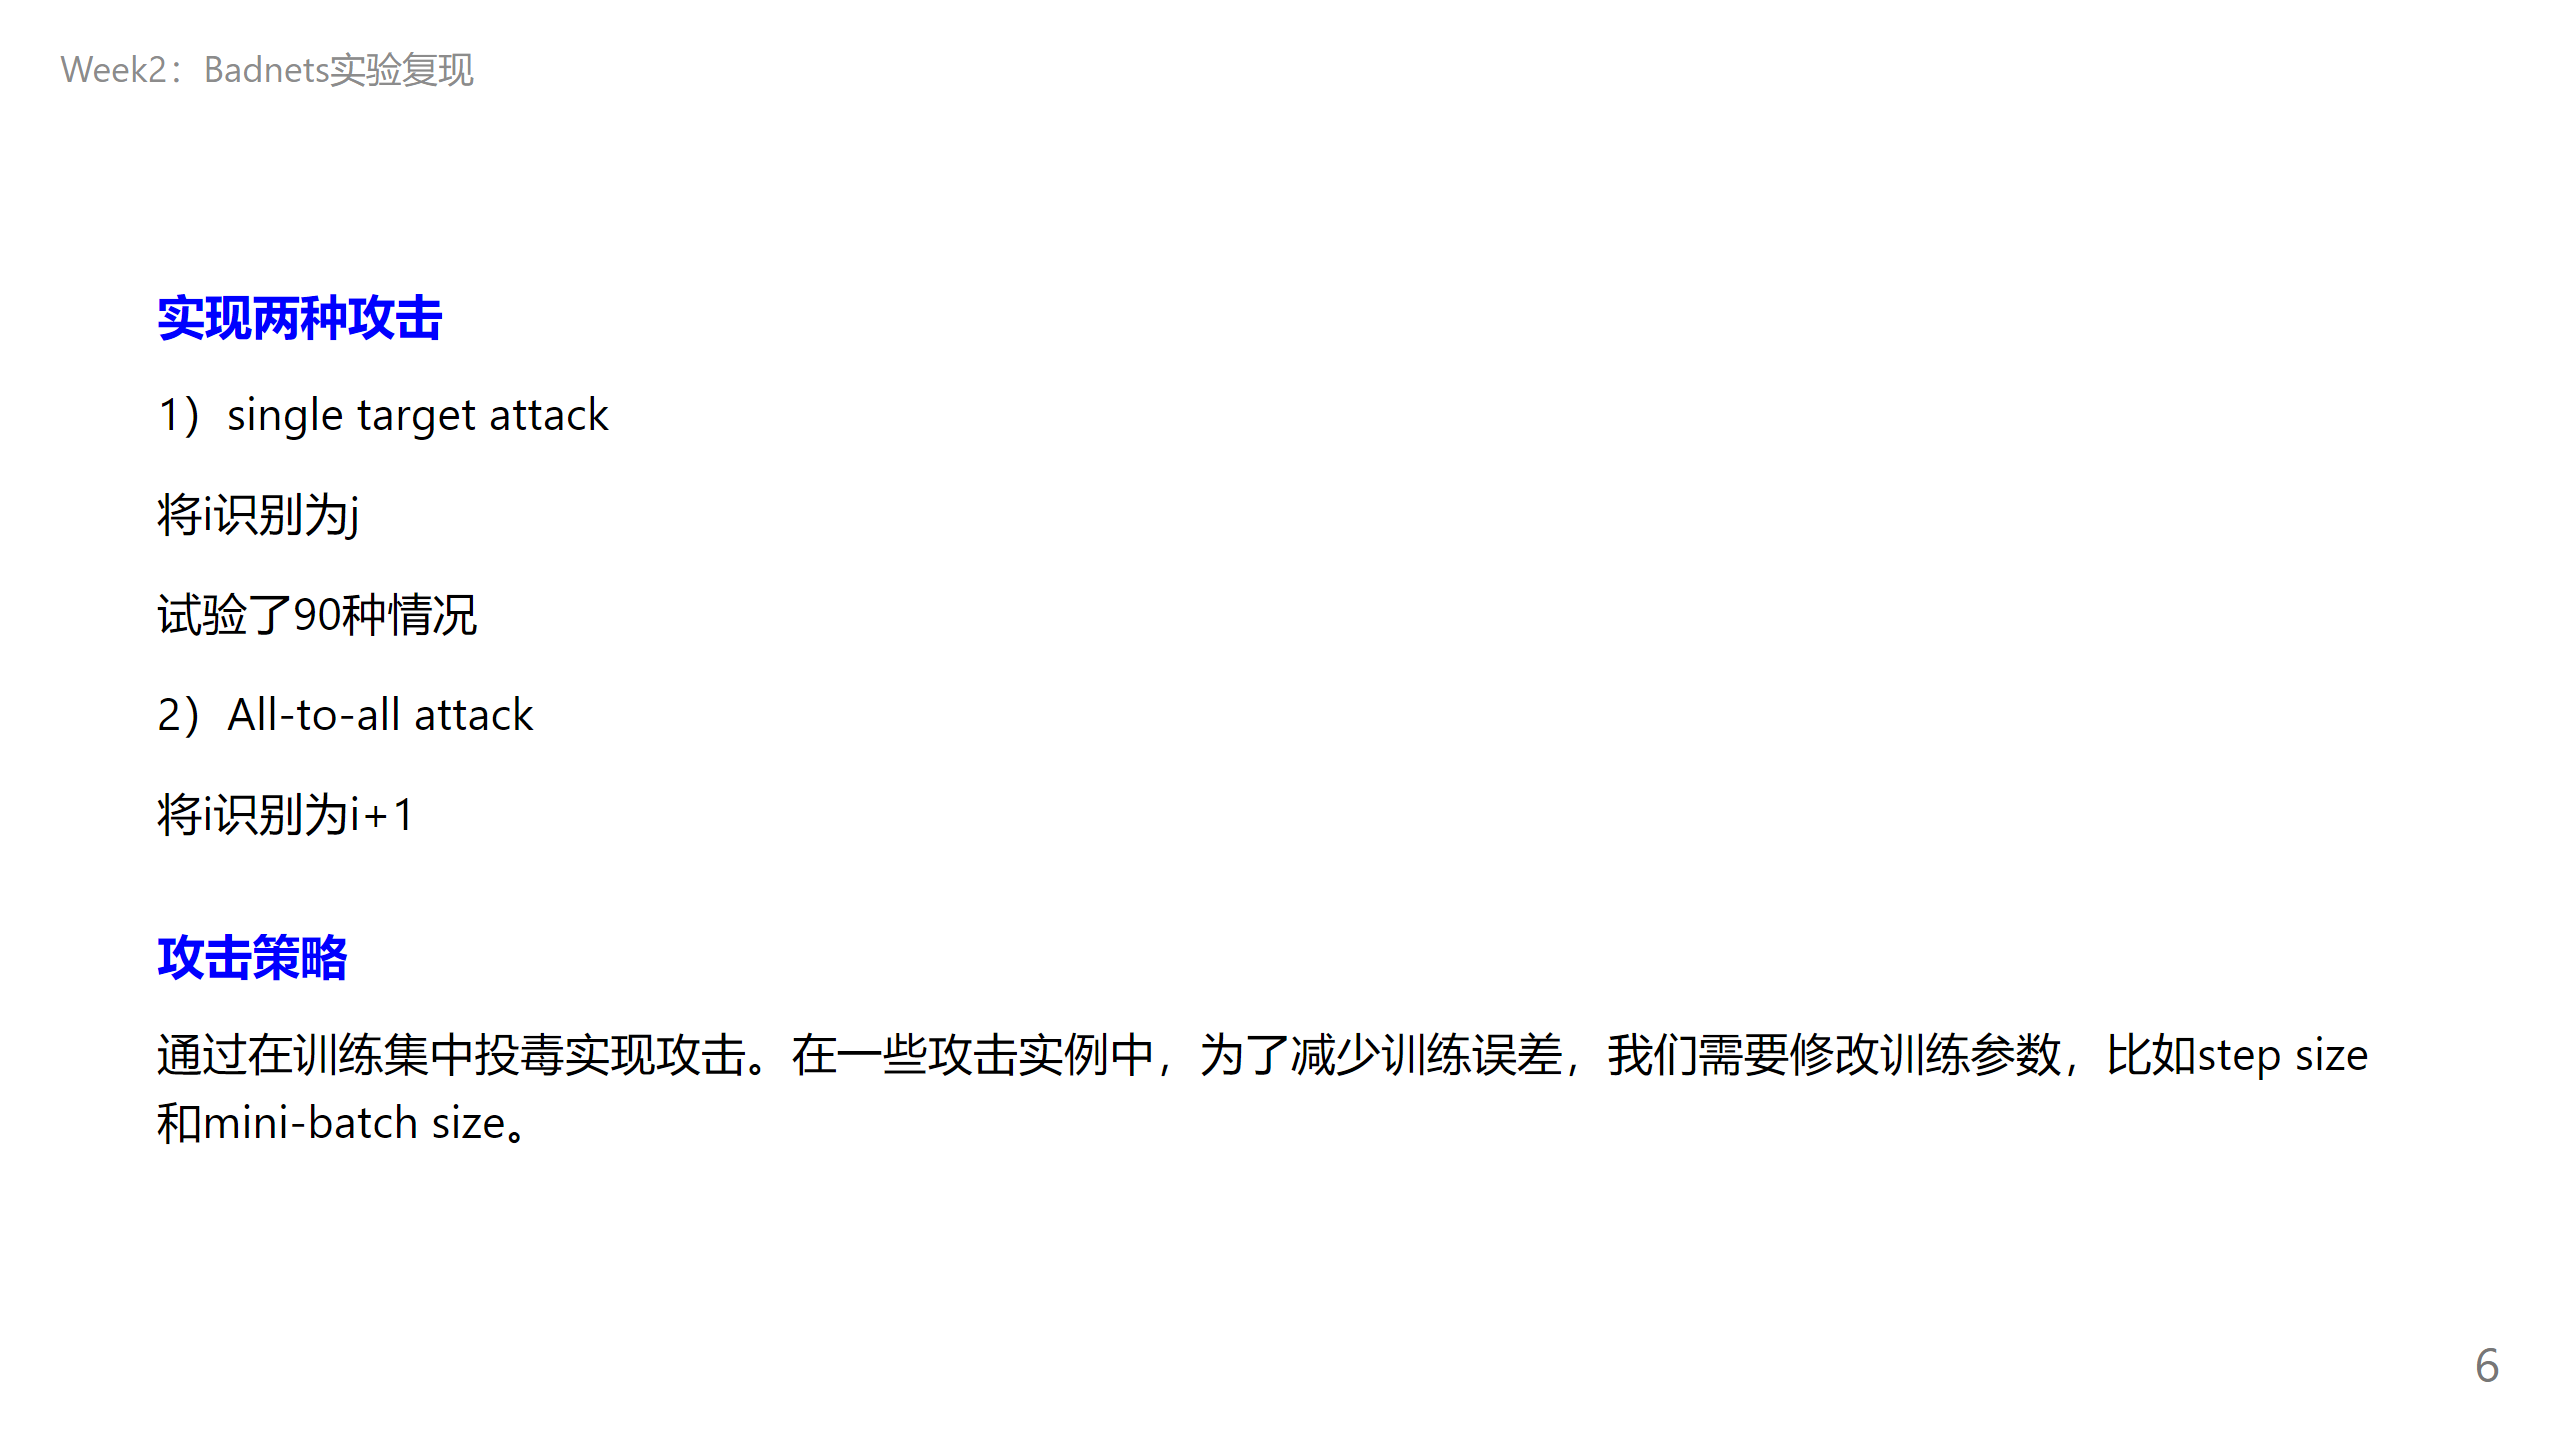 Week2：Badnets实验复现
实现两种攻击
1）single target attack
将i识别为j
试验了90种情况
2）All-to-all attack
将i识别为i+1
攻击策略
通过在训练集中投毒实现攻击。在一些攻击实例中，为了减少训练误差，我们需要修改训练参数，比如step size
和mini-batch size。
6